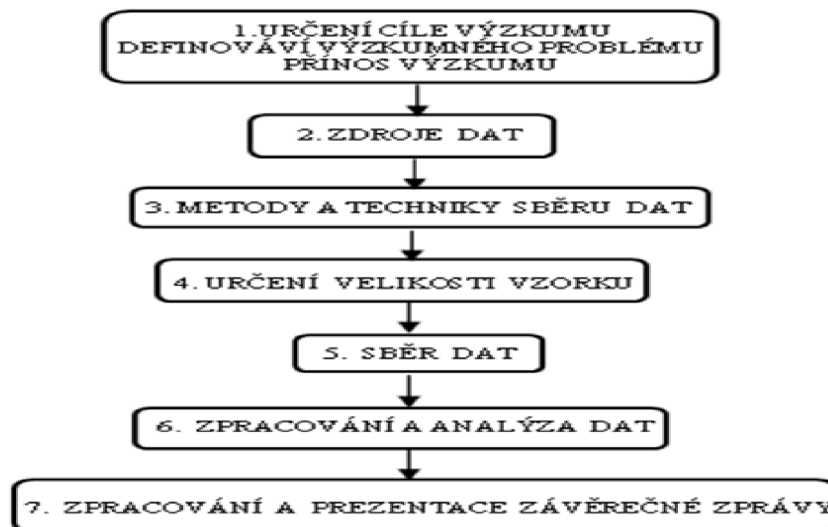 1.URČENÍ CÍLE VÝZKUMU
DEFINOVÁVÍ VÝZKUMNÉHO PROBLÉMU
PŘÍNOS VÝZKUMU
2. ZDROJE DAT
3. METODY A TECHNIKY SBĚRU DAT
4. URČENÍ VELIKOSTI VZORKU
5. SBĚR DAT
6. ZPRACOVÁNÍ A ANALÝZA DAT
7. ZPRACOVÁNÍ A PREZENTACE ZÁVĚREČNÉ ZPRÁVY